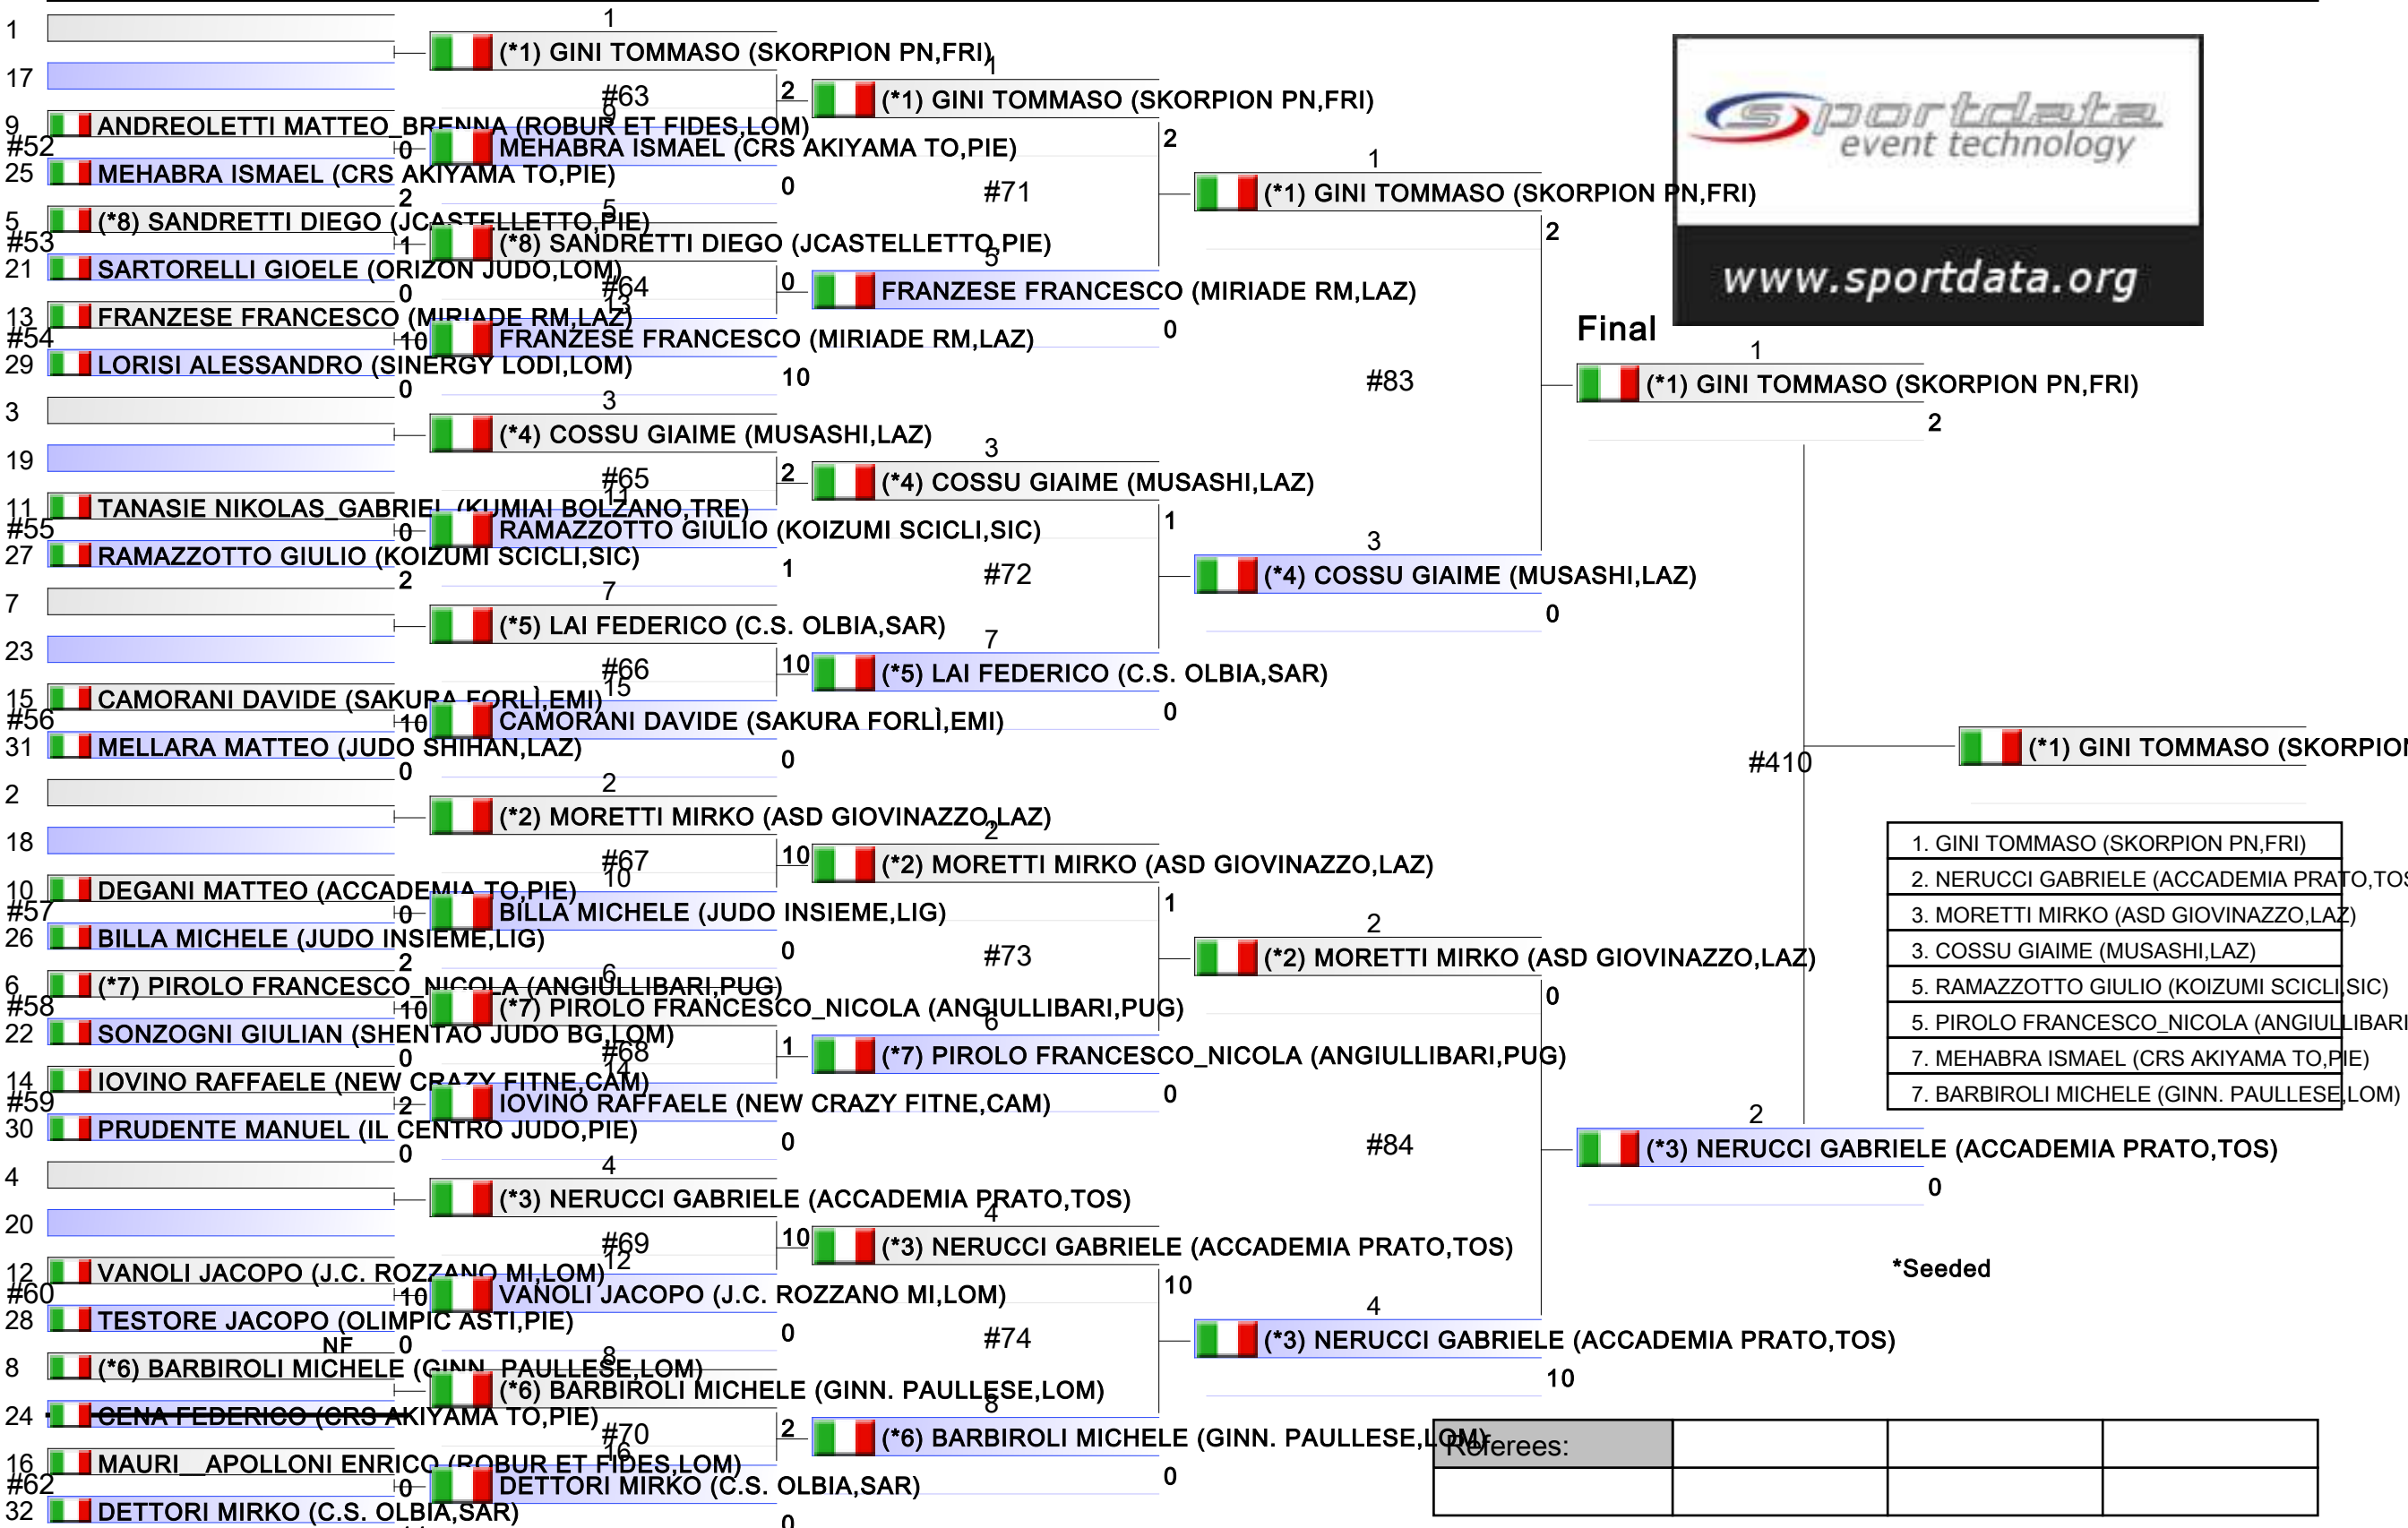 1
17
9 ANDREOLETTI MATTEO_BRENNA (ROBUR ET FIDES,LOM)
#52 0
25 MEHABRA ISMAEL (CRS AKIYAMA TO,PIE)
2
5 (*8) SANDRETTI DIEGO (JCASTELLETTO,PIE)
#53 1
21 SARTORELLI GIOELE (ORIZON JUDO,LOM)
0
13 FRANZESE FRANCESCO (MIRIADE RM,LAZ)
#54 10
29 LORISI ALESSANDRO (SINERGY LODI,LOM)
0
3
19
11 TANASIE NIKOLAS_GABRIEL (KUMIAI BOLZANO,TRE)
#55 0
27 RAMAZZOTTO GIULIO (KOIZUMI SCICLI,SIC)
2
7
23
15 CAMORANI DAVIDE (SAKURA FORLÌ,EMI)
#56 10
31 MELLARA MATTEO (JUDO SHIHAN,LAZ)
0
2
18
10 DEGANI MATTEO (ACCADEMIA TO,PIE)
#57 0
26 BILLA MICHELE (JUDO INSIEME,LIG)
2
6 (*7) PIROLO FRANCESCO_NICOLA (ANGIULLIBARI,PUG)
#58 10
22 SONZOGNI GIULIAN (SHENTAO JUDO BG,LOM)
0
14 IOVINO RAFFAELE (NEW CRAZY FITNE,CAM)
#59 2
30 PRUDENTE MANUEL (IL CENTRO JUDO,PIE)
0
4
20
12 VANOLI JACOPO (J.C. ROZZANO MI,LOM)
#60 10
28 TESTORE JACOPO (OLIMPIC ASTI,PIE)
NF 0
8 (*6) BARBIROLI MICHELE (GINN. PAULLESE,LOM)
24 CENA FEDERICO (CRS AKIYAMA TO,PIE)
16 MAURI__APOLLONI ENRICO (ROBUR ET FIDES,LOM)
#62 0
32 DETTORI MIRKO (C.S. OLBIA,SAR)
1
(*1) GINI TOMMASO (SKORPION PN,FRI)
#63 2
9
MEHABRA ISMAEL (CRS AKIYAMA TO,PIE)
0
5
(*8) SANDRETTI DIEGO (JCASTELLETTO,PIE)
#64 0
13
FRANZESE FRANCESCO (MIRIADE RM,LAZ)
10
3
(*4) COSSU GIAIME (MUSASHI,LAZ)
#65 2
11
RAMAZZOTTO GIULIO (KOIZUMI SCICLI,SIC)
1
7
(*5) LAI FEDERICO (C.S. OLBIA,SAR)
#66 10
15
CAMORANI DAVIDE (SAKURA FORLÌ,EMI)
0
2
(*2) MORETTI MIRKO (ASD GIOVINAZZO,LAZ)
#67 10
10
BILLA MICHELE (JUDO INSIEME,LIG)
0
6
(*7) PIROLO FRANCESCO_NICOLA (ANGIULLIBARI,PUG)
#68 1
14
IOVINO RAFFAELE (NEW CRAZY FITNE,CAM)
0
4
(*3) NERUCCI GABRIELE (ACCADEMIA PRATO,TOS)
#69 10
12
VANOLI JACOPO (J.C. ROZZANO MI,LOM)
0
8
(*6) BARBIROLI MICHELE (GINN. PAULLESE,LOM)
#70 2
16
DETTORI MIRKO (C.S. OLBIA,SAR)
0
1
(*1) GINI TOMMASO (SKORPION PN,FRI)
2
#71
5
FRANZESE FRANCESCO (MIRIADE RM,LAZ)
0
3
(*4) COSSU GIAIME (MUSASHI,LAZ)
1
#72
7
(*5) LAI FEDERICO (C.S. OLBIA,SAR)
0
2
(*2) MORETTI MIRKO (ASD GIOVINAZZO,LAZ)
1
#73
6
(*7) PIROLO FRANCESCO_NICOLA (ANGIULLIBARI,PUG)
0
4
(*3) NERUCCI GABRIELE (ACCADEMIA PRATO,TOS)
10
#74
8
(*6) BARBIROLI MICHELE (GINN. PAULLESE,LOM)
0
1
(*1) GINI TOMMASO (SKORPION PN,FRI)
2
#83
3
(*4) COSSU GIAIME (MUSASHI,LAZ)
0
2
(*2) MORETTI MIRKO (ASD GIOVINAZZO,LAZ)
0
#84
4
(*3) NERUCCI GABRIELE (ACCADEMIA PRATO,TOS)
10
sportdata
event technology
www.sportdata.org
Final
1
(*1) GINI TOMMASO (SKORPION PN,FRI)
2
#410
2
(*3) NERUCCI GABRIELE (ACCADEMIA PRATO,TOS)
0
(*1) GINI TOMMASO (SKORPION
1. GINI TOMMASO (SKORPION PN,FRI)
2. NERUCCI GABRIELE (ACCADEMIA PRATO,TOS
3. MORETTI MIRKO (ASD GIOVINAZZO,LAZ)
3. COSSU GIAIME (MUSASHI,LAZ)
5. RAMAZZOTTO GIULIO (KOIZUMI SCICLI,SIC)
5. PIROLO FRANCESCO_NICOLA (ANGIULLIBARI
7. MEHABRA ISMAEL (CRS AKIYAMA TO,PIE)
7. BARBIROLI MICHELE (GINN. PAULLESE,LOM)
*Seeded
Referees: